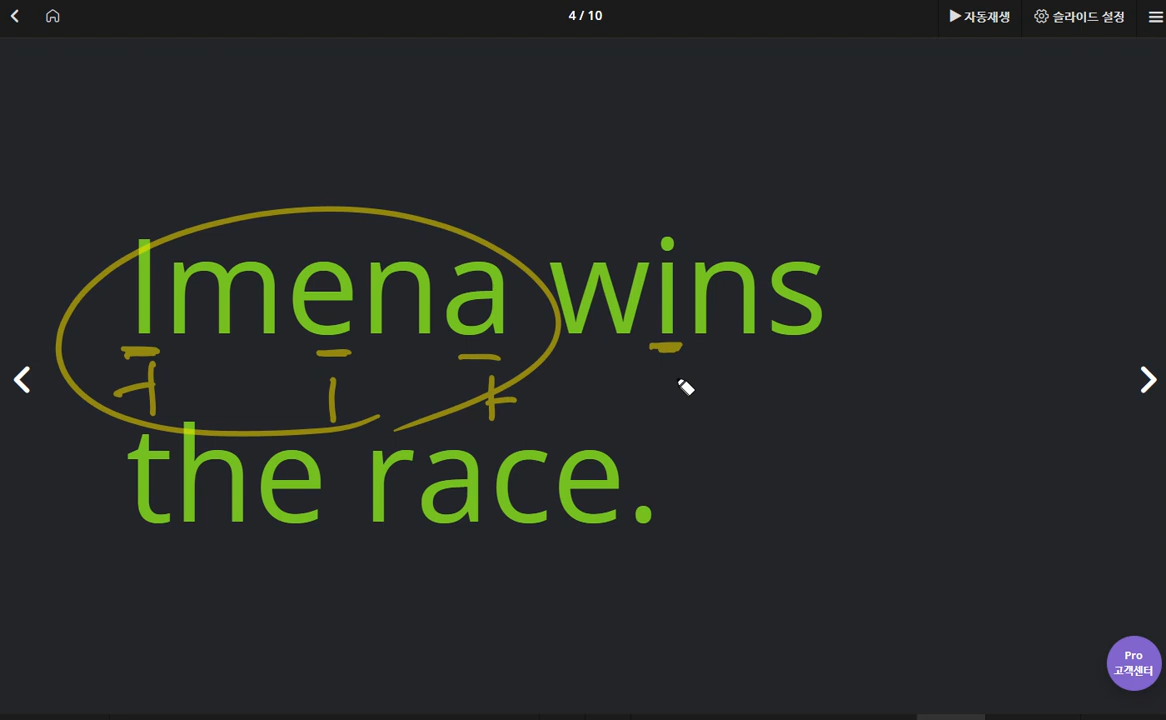 4 / 10
▶ 자동재생
슬라이드 설정
Imena wins
ㅓ ㅣ ㅏ
the race.
Pro
고객센터